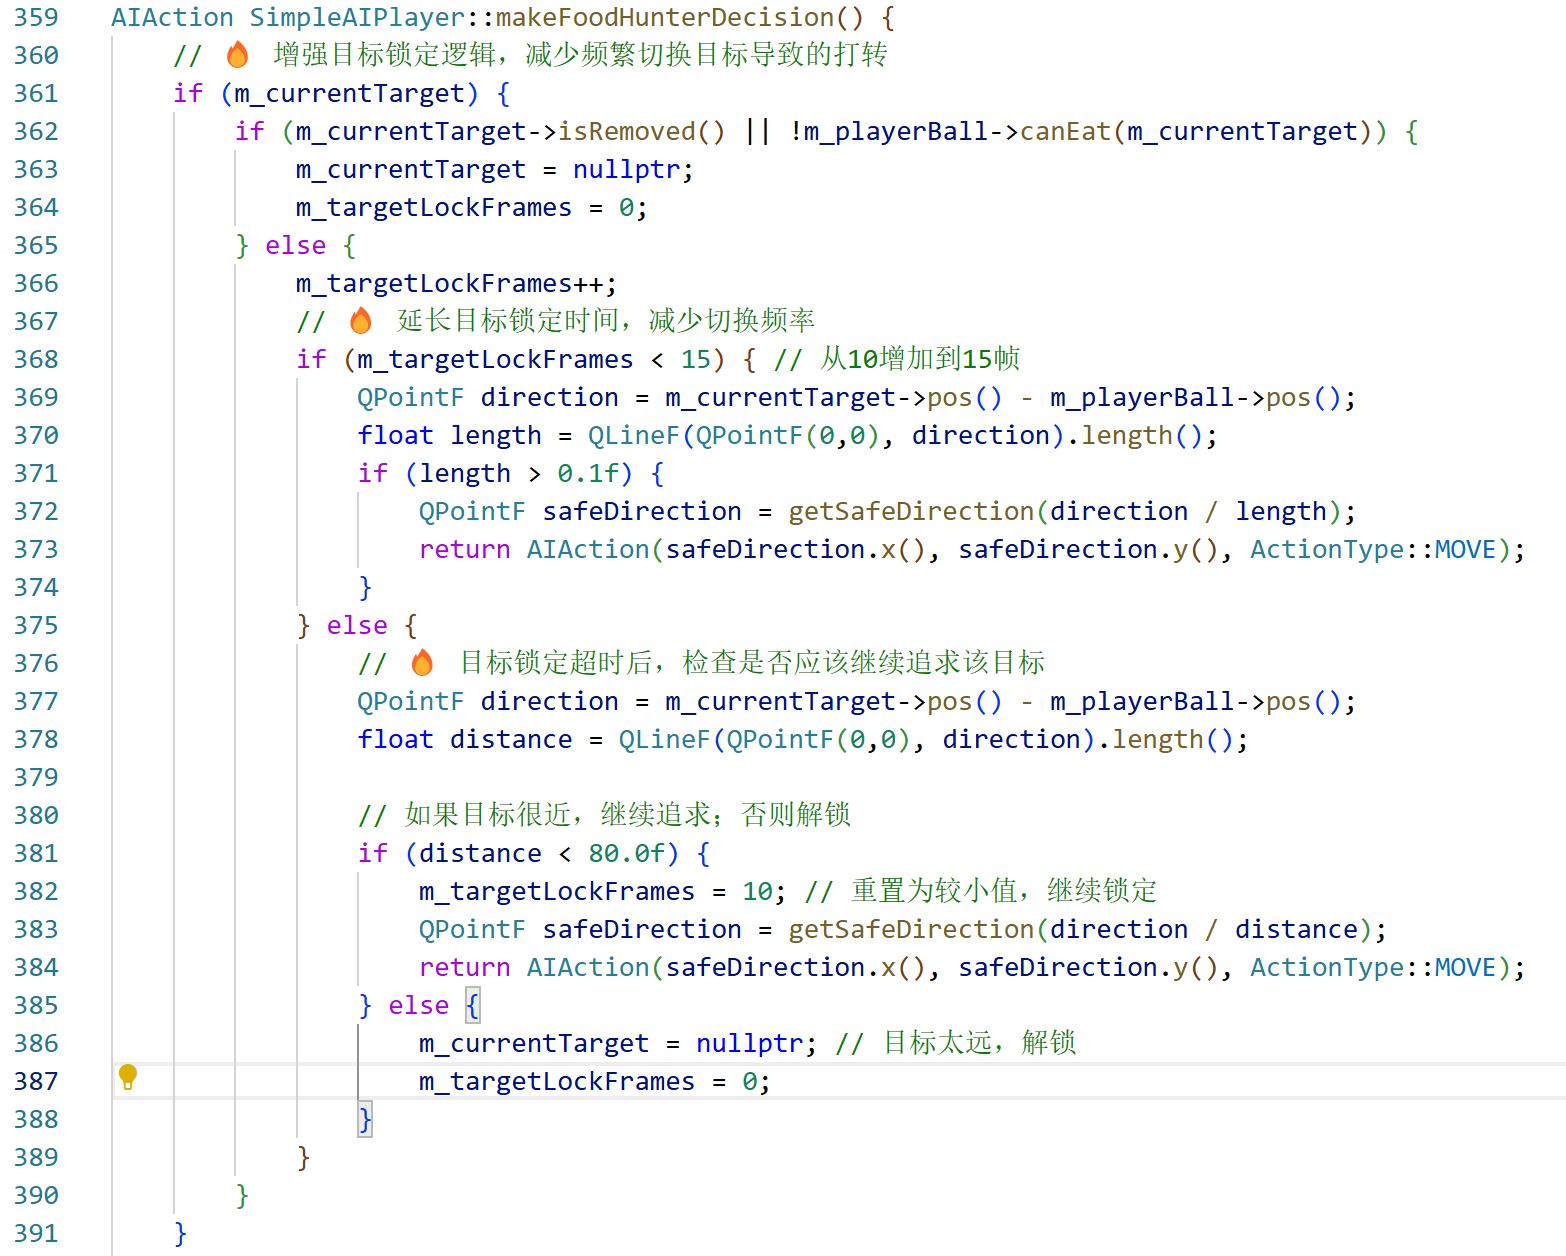 359 AIAction SimpleAIPlayer::makeFoodHunterDecision() {
360     // 🔥 增强目标锁定逻辑，减少频繁切换目标导致的打转
361     if (m_currentTarget) {
362         if (m_currentTarget->isRemoved() || !m_playerBall->canEat(m_currentTarget)) {
363             m_currentTarget = nullptr;
364             m_targetLockFrames = 0;
365         } else {
366             m_targetLockFrames++;
367             // 🔥 延长目标锁定时间，减少切换频率
368             if (m_targetLockFrames < 15) { // 从10增加到15帧
369                 QPointF direction = m_currentTarget->pos() - m_playerBall->pos();
370                 float length = QLineF(QPointF(0,0), direction).length();
371                 if (length > 0.1f) {
372                     QPointF safeDirection = getSafeDirection(direction / length);
373                     return AIAction(safeDirection.x(), safeDirection.y(), ActionType::MOVE);
374                 }
375             } else {
376                 // 🔥 目标锁定超时后，检查是否应该继续追求该目标
377                 QPointF direction = m_currentTarget->pos() - m_playerBall->pos();
378                 float distance = QLineF(QPointF(0,0), direction).length();
379
380                 // 如果目标很近，继续追求；否则解锁
381                 if (distance < 80.0f) {
382                     m_targetLockFrames = 10; // 重置为较小值，继续锁定
383                     QPointF safeDirection = getSafeDirection(direction / distance);
384                     return AIAction(safeDirection.x(), safeDirection.y(), ActionType::MOVE);
385                 } else {
386                     m_currentTarget = nullptr; // 目标太远，解锁
387                     m_targetLockFrames = 0;
388                 }
389             }
390         }
391     }